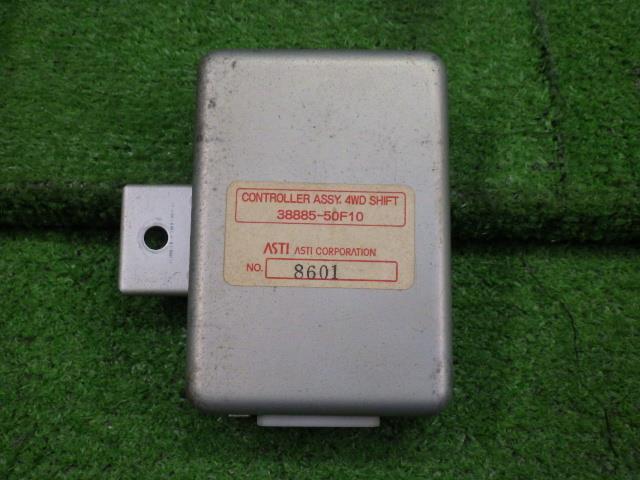 CONTROLLER ASSY. 4WD SHIFT
38885-50F10
ASTI ASTI CORPORATION
NO. 8601